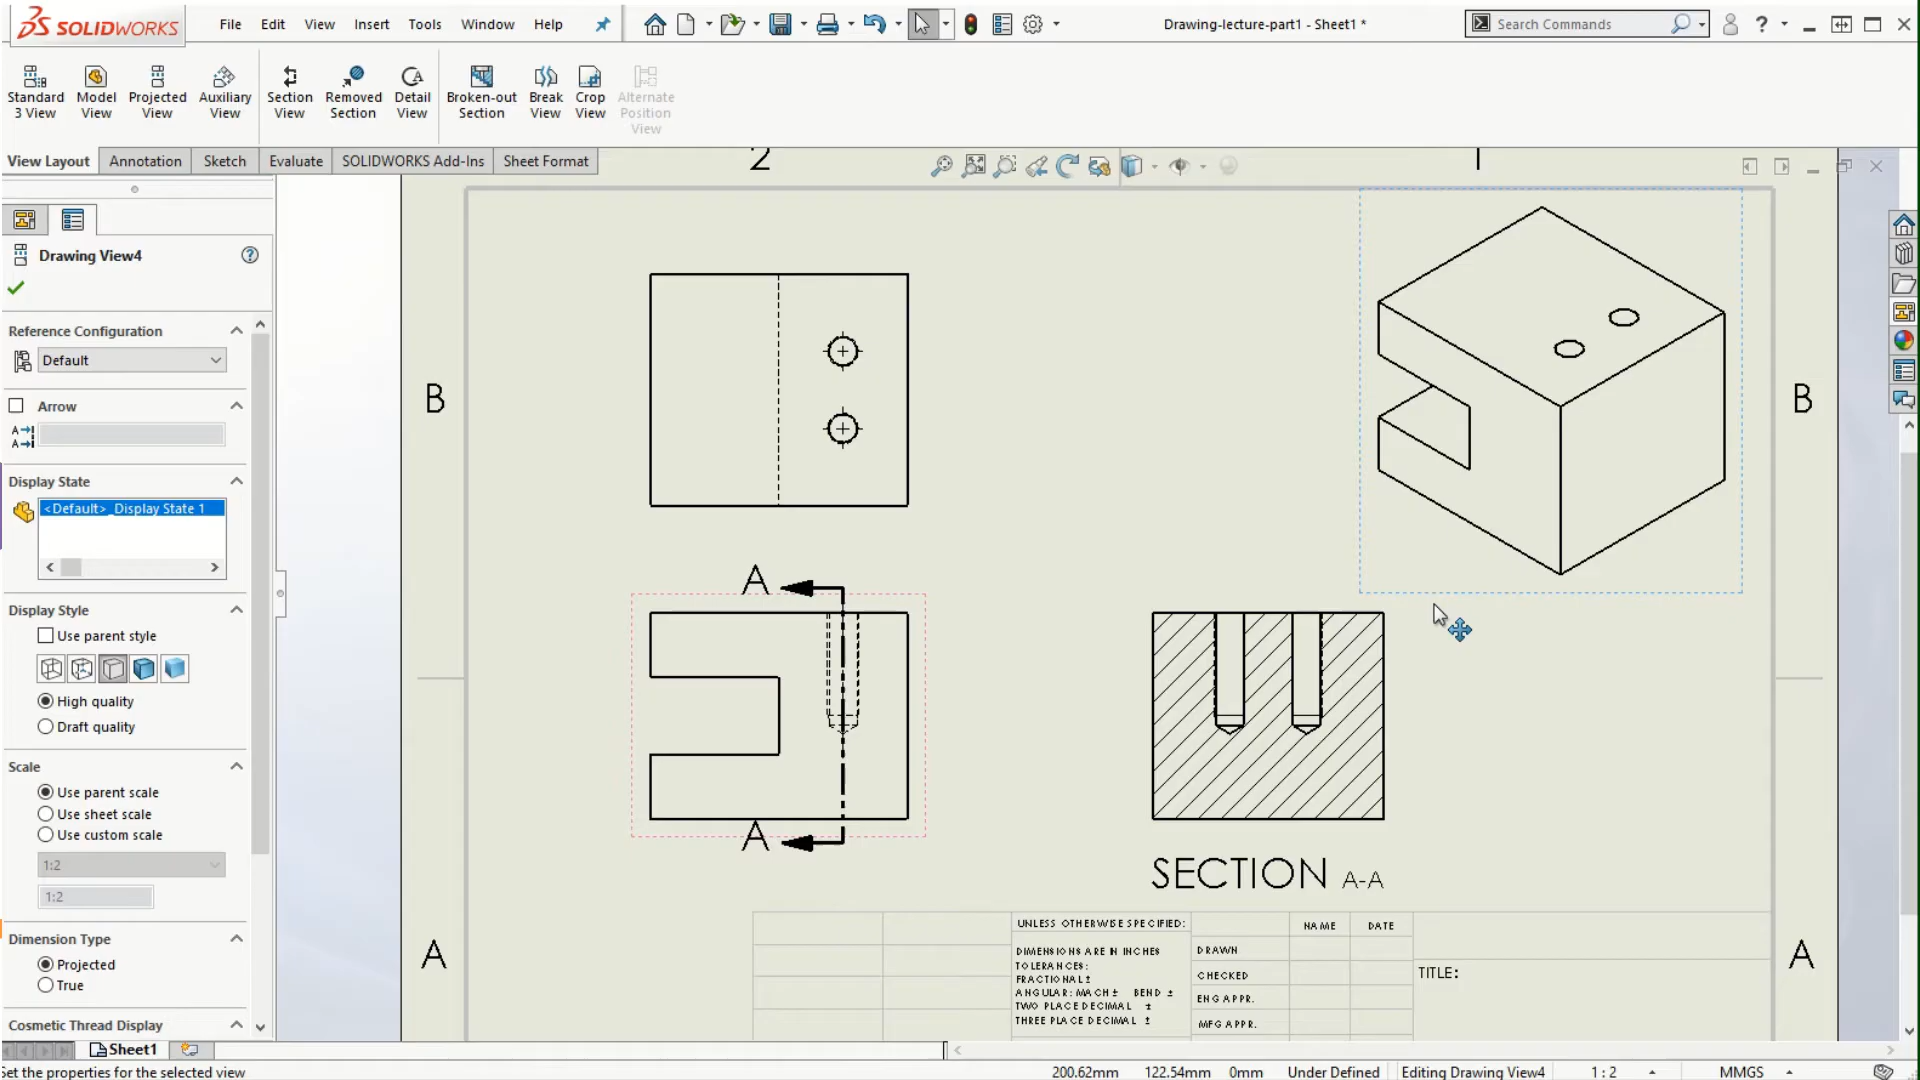 SOLIDWORKS
File Edit View Insert Tools Window Help
Drawing-lecture-part1 - Sheet1 *
Search Commands
?
Standard 3 View
Model View
Projected View
Auxiliary View
Section View
Removed Section
Detail View
Broken-out Section
Break View
Crop View
Alternate Position View
View Layout Annotation Sketch Evaluate SOLIDWORKS Add-Ins Sheet Format
2 1
Drawing View4
Reference Configuration
Default
Arrow
Display State
<Default>_Display State 1
Display Style
Use parent style
High quality
Draft quality
Scale
Use parent scale
Use sheet scale
Use custom scale
1:2
1:2
Dimension Type
Projected
True
Cosmetic Thread Display
B B
A
A
SECTION A-A
A A
UNLESS OTHERWISE SPECIFIED:
DIMENSIONS ARE IN INCHES
TOLERANCES:
FRACTIONAL ±
ANGULAR: MACH ± BEND ±
TWO PLACE DECIMAL ±
THREE PLACE DECIMAL ±
NAME DATE
DRAWN
CHECKED
ENG APPR.
MFG APPR.
TITLE:
Sheet1
Set the properties for the selected view
200.62mm 122.54mm 0mm Under Defined Editing Drawing View4 1 : 2 MMGS